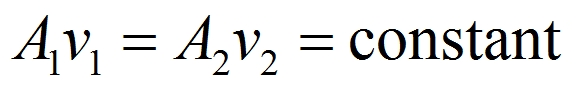 A₁v₁ = A₂v₂ = constant